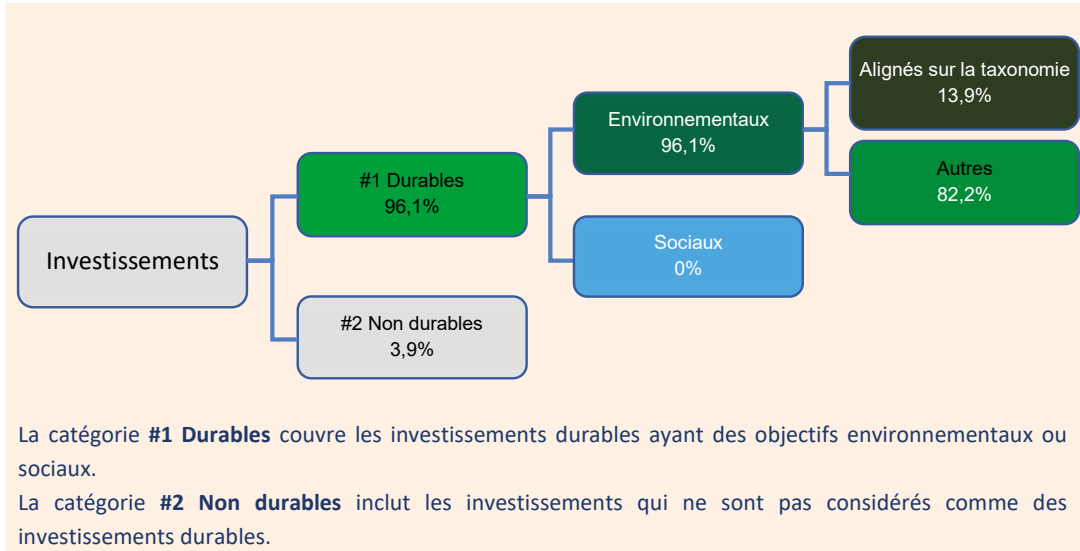 Alignés sur la taxonomie
13,9%
Environnementaux
96,1%
Autres
82,2%
#1 Durables
96,1%
Sociaux
0%
Investissements
#2 Non durables
3,9%
La catégorie #1 Durables couvre les investissements durables ayant des objectifs environnementaux ou
sociaux.
La catégorie #2 Non durables inclut les investissements qui ne sont pas considérés comme des
investissements durables.